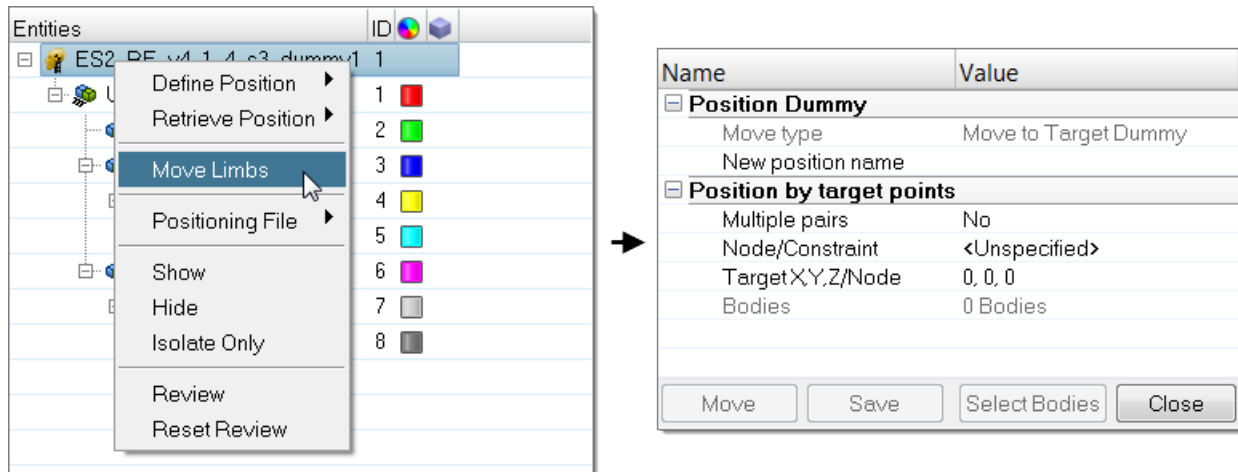 Entities ID
ES2_RE_v4_1_4_s3_dummy1 1
1
2
3
4
5
6
7
8
Define Position
Retrieve Position
Move Limbs
Positioning File
Show
Hide
Isolate Only
Review
Reset Review
Name Value
Position Dummy
Move type Move to Target Dummy
New position name
Position by target points
Multiple pairs No
Node/Constraint <Unspecified>
Target X,Y,Z/Node 0, 0, 0
Bodies 0 Bodies
Move Save Select Bodies Close